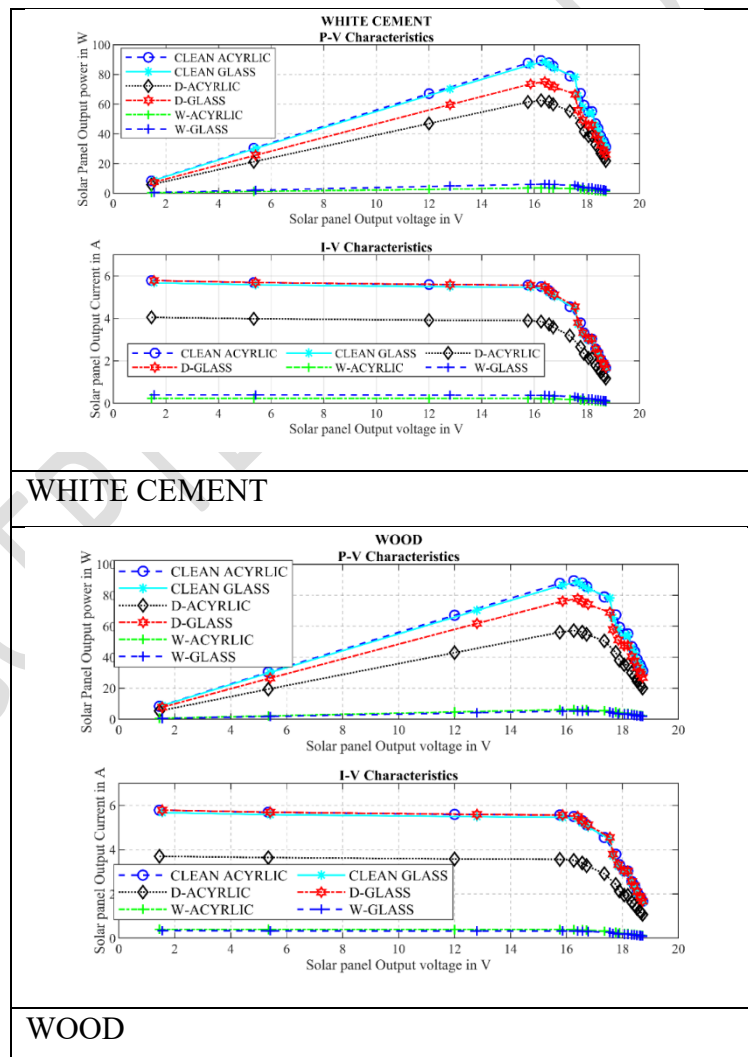 WHITE CEMENT
P-V Characteristics
Solar Panel Output power in W
100
80
60
40
20
0
CLEAN ACYRLIC
CLEAN GLASS
D-ACYRLIC
D-GLASS
W-ACYRLIC
W-GLASS
0 2 4 6 8 10 12 14 16 18 20
Solar panel Output voltage in V
I-V Characteristics
Solar panel Output Current in A
6
4
2
0
CLEAN ACYRLIC CLEAN GLASS D-ACYRLIC
D-GLASS W-ACYRLIC W-GLASS
0 2 4 6 8 10 12 14 16 18 20
Solar panel Output voltage in V
WHITE CEMENT
WOOD
P-V Characteristics
Solar Panel Output power in W
100
80
60
40
20
0
CLEAN ACYRLIC
CLEAN GLASS
D-ACYRLIC
D-GLASS
W-ACYRLIC
W-GLASS
0 2 4 6 8 10 12 14 16 18 20
Solar panel Output voltage in V
I-V Characteristics
Solar panel Output Current in A
6
4
2
0
CLEAN ACYRLIC CLEAN GLASS
D-ACYRLIC D-GLASS
W-ACYRLIC W-GLASS
0 2 4 6 8 10 12 14 16 18 20
Solar panel Output voltage in V
WOOD